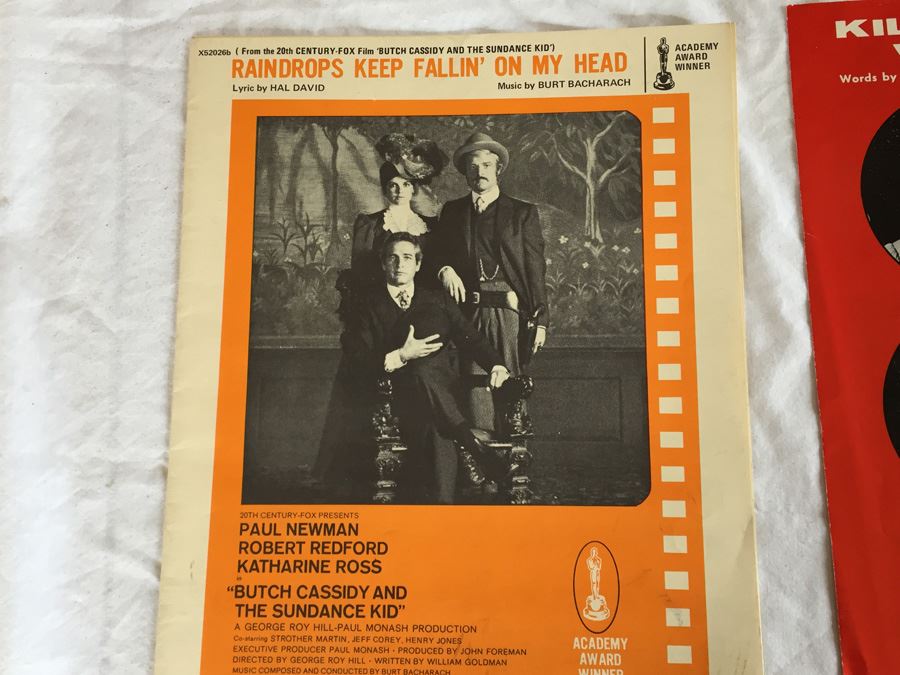 X52026b ( From the 20th CENTURY-FOX Film 'BUTCH CASSIDY AND THE SUNDANCE KID')
RAINDROPS KEEP FALLIN' ON MY HEAD
Lyric by HAL DAVID
Music by BURT BACHARACH
ACADEMY
AWARD
WINNER
20TH CENTURY-FOX PRESENTS
PAUL NEWMAN
ROBERT REDFORD
KATHARINE ROSS
in
"BUTCH CASSIDY AND
THE SUNDANCE KID"
A GEORGE ROY HILL-PAUL MONASH PRODUCTION
Co-starring STROTHER MARTIN, JEFF COREY, HENRY JONES
EXECUTIVE PRODUCER PAUL MONASH • PRODUCED BY JOHN FOREMAN
DIRECTED BY GEORGE ROY HILL • WRITTEN BY WILLIAM GOLDMAN
MUSIC COMPOSED AND CONDUCTED BY BURT BACHARACH
ACADEMY
AWARD
WINNER
KIL
Words by